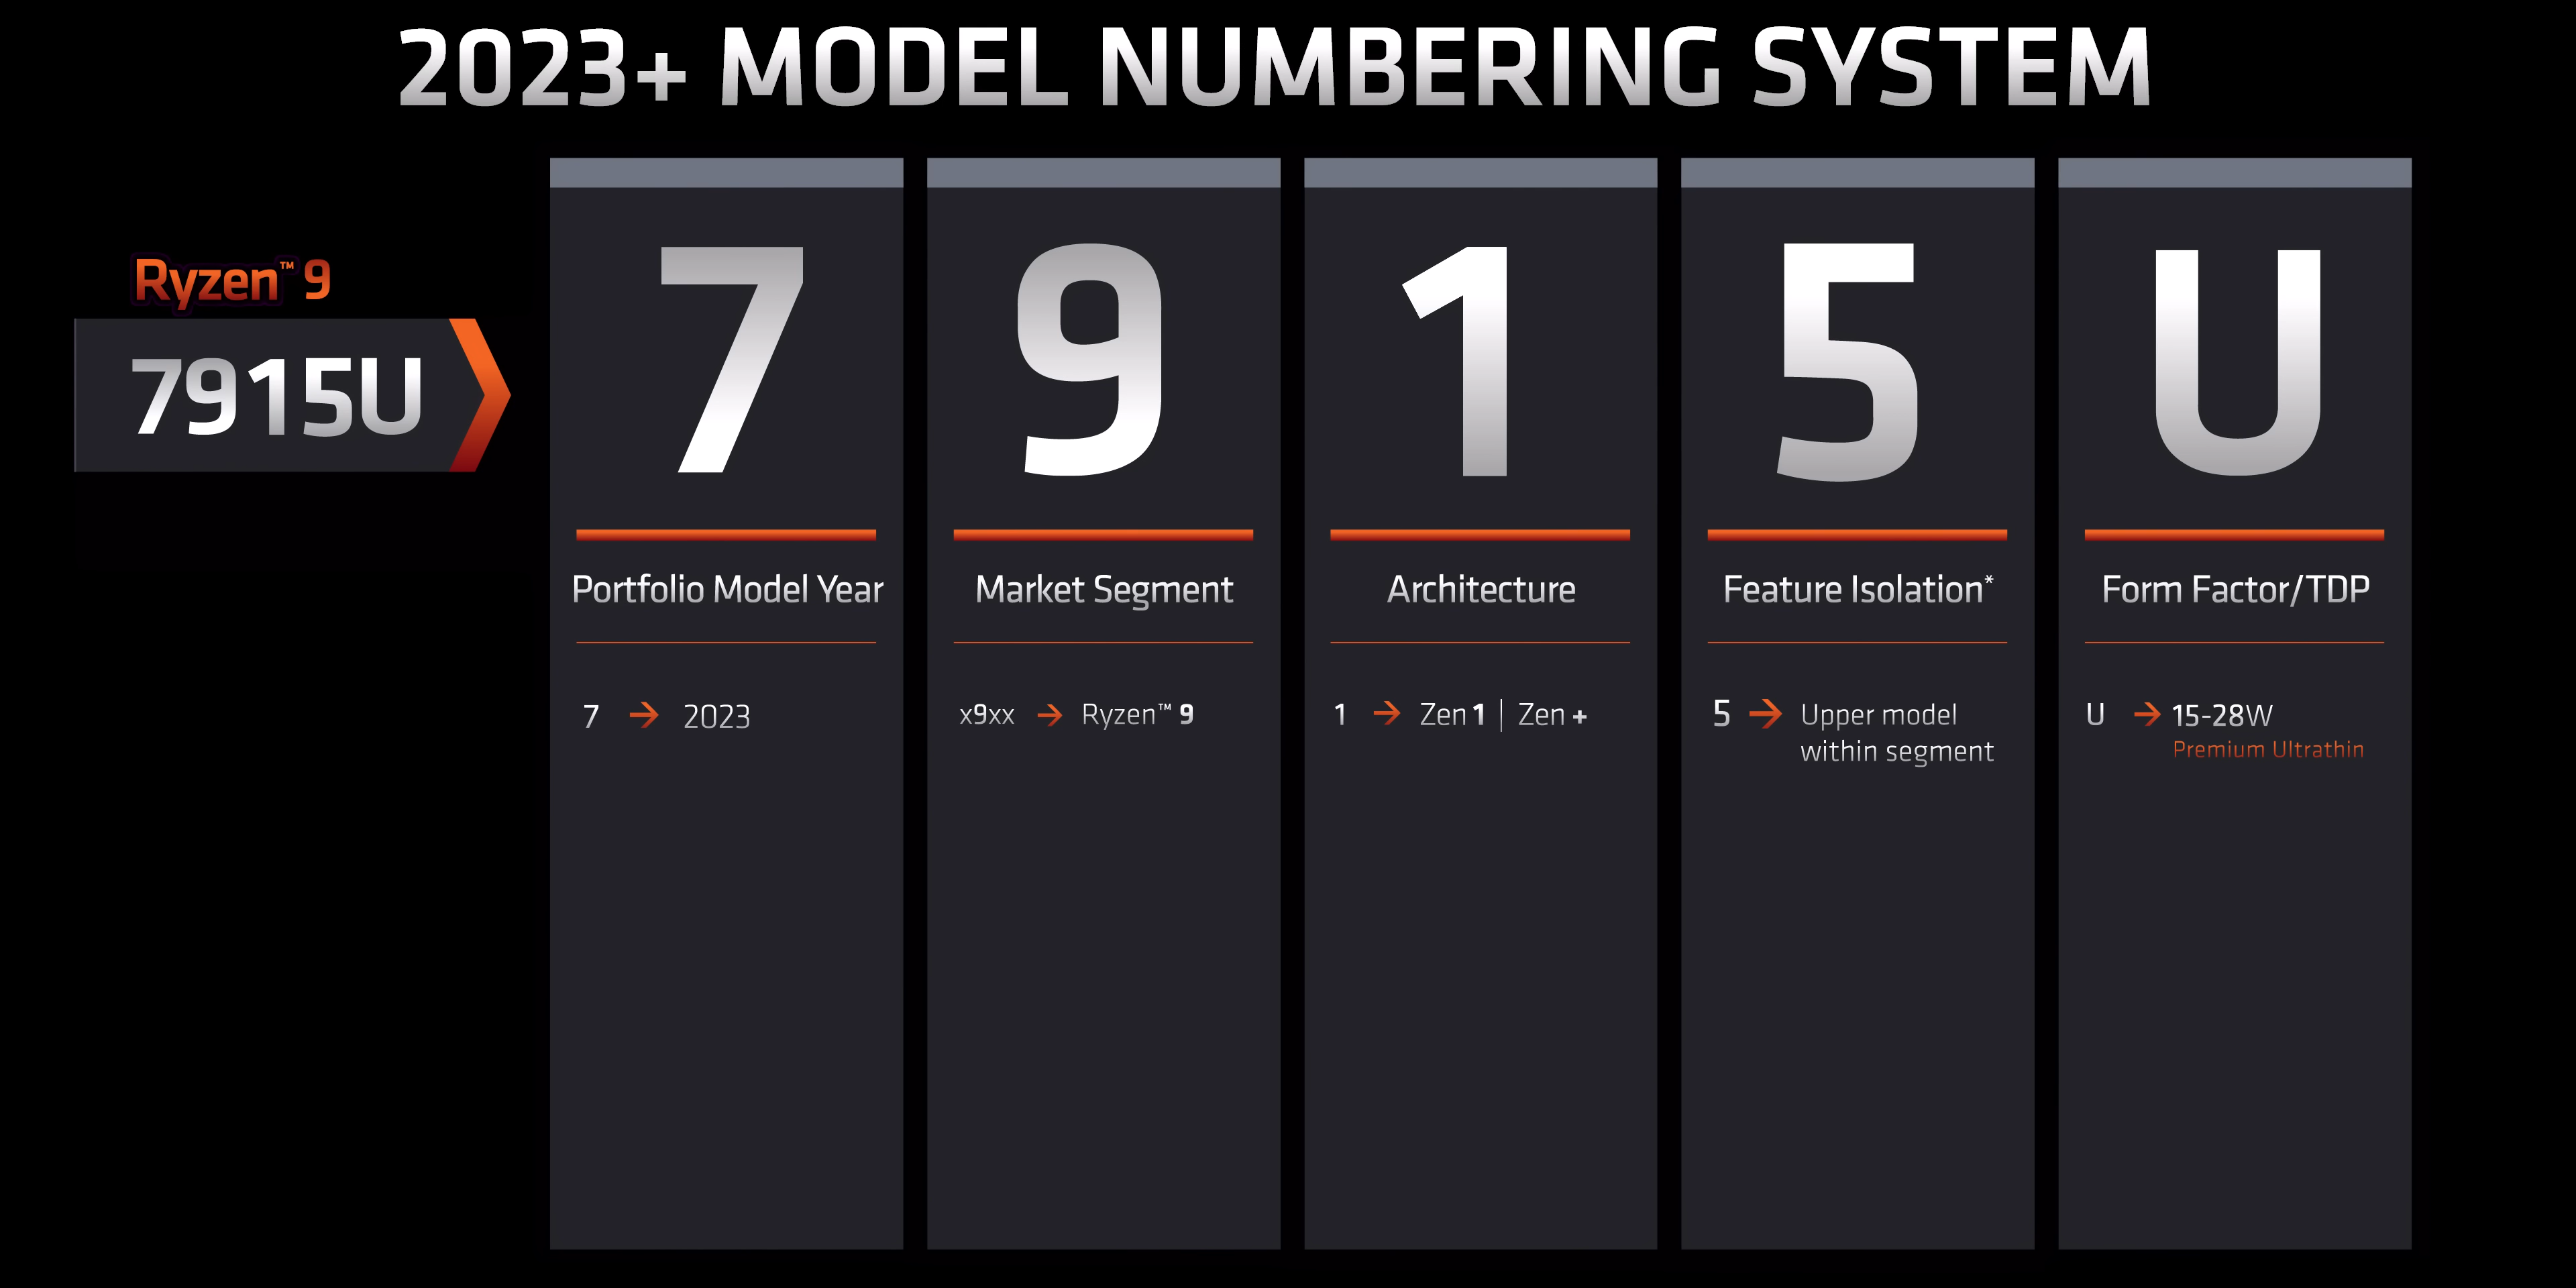 2023+ MODEL NUMBERING SYSTEM
Ryzen™ 9
7915U
7
Portfolio Model Year
7 → 2023
9
Market Segment
x9xx → Ryzen™ 9
1
Architecture
1 → Zen 1 | Zen +
5
Feature Isolation*
5 → Upper model
within segment
U
Form Factor/TDP
U → 15-28W
Premium Ultrathin